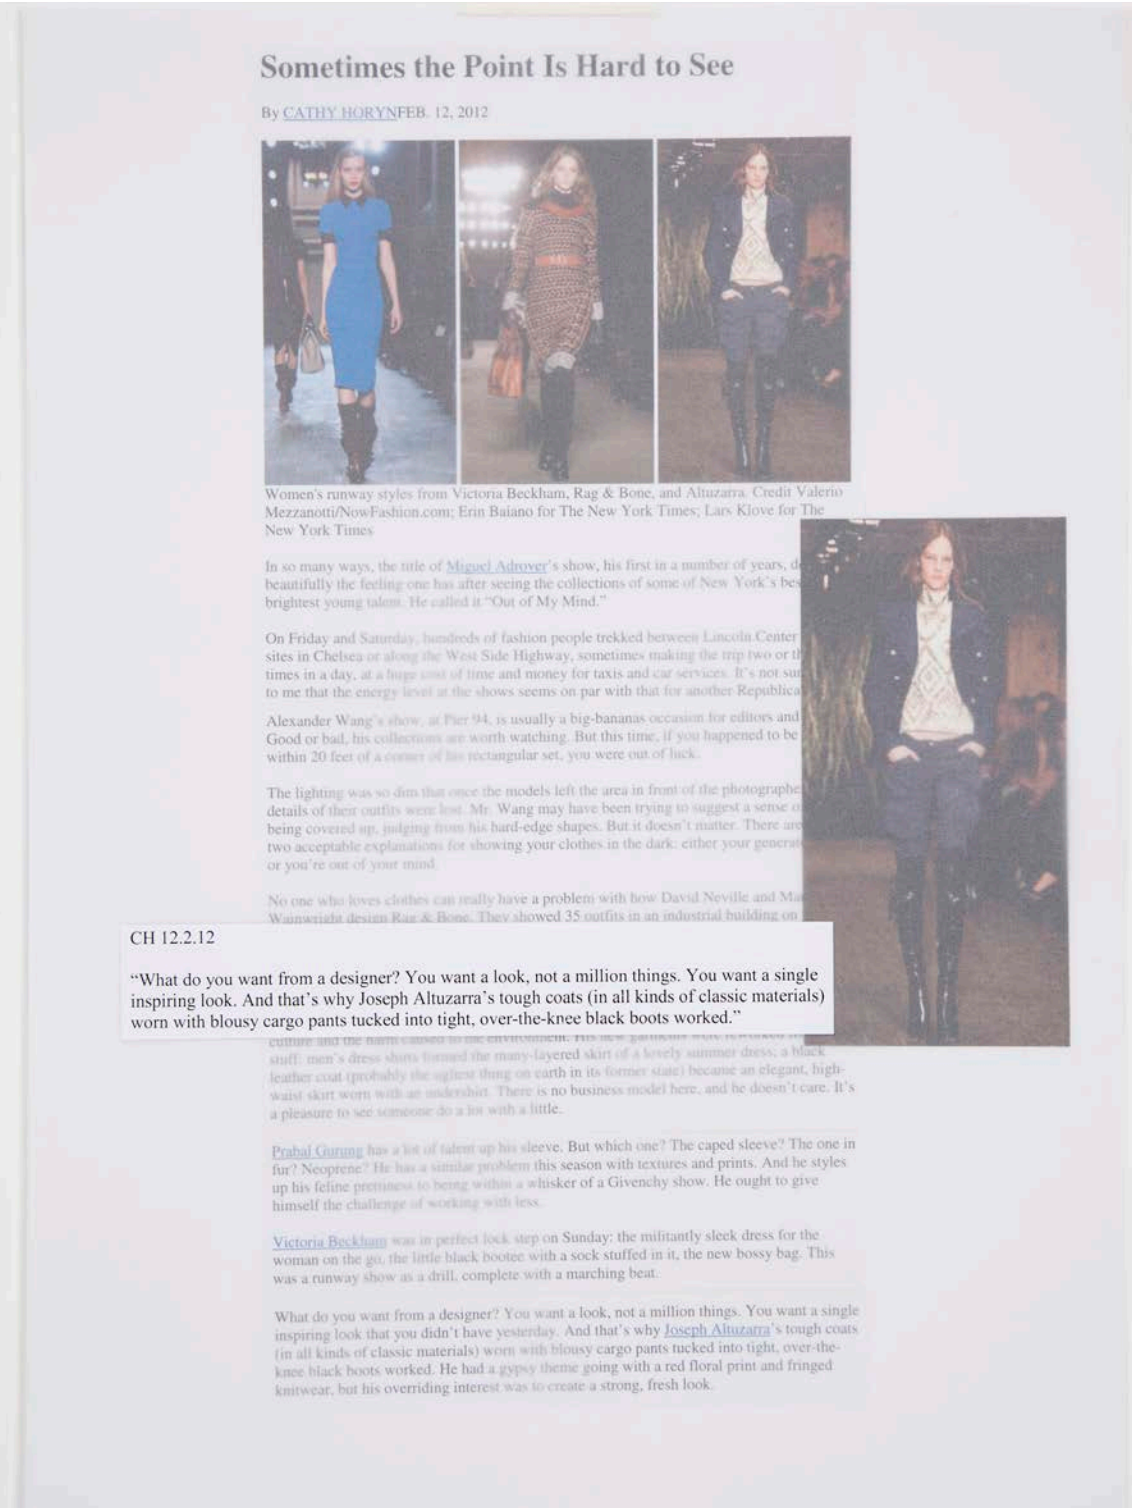 Sometimes the Point Is Hard to See
By CATHY HORYNFEB. 12, 2012
Women's runway styles from Victoria Beckham, Rag & Bone, and Altuzarra. Credit Valerio
Mezzanotti/NowFashion.com; Erin Baiano for The New York Times; Lars Klove for The
New York Times
In so many ways, the title of Miguel Adrover's show, his first in a number of years, d
beautifully the feeling one has after seeing the collections of some of New York's bes
brightest young talent. He called it "Out of My Mind."
On Friday and Saturday, hundreds of fashion people trekked between Lincoln Center
sites in Chelsea or along the West Side Highway, sometimes making the trip two or th
times in a day, at a huge cost of time and money for taxis and car services. It's not sur
to me that the energy level at the shows seems on par with that for another Republica
Alexander Wang's show, at Pier 94, is usually a big-bananas occasion for editors and
Good or bad, his collections are worth watching. But this time, if you happened to be
within 20 feet of a corner of his rectangular set, you were out of luck.
The lighting was so dim that once the models left the area in front of the photographe
details of their outfits were lost. Mr. Wang may have been trying to suggest a sense o
being covered up, judging from his hard-edge shapes. But it doesn't matter. There are
two acceptable explanations for showing your clothes in the dark: either your generat
or you're out of your mind.
No one who loves clothes can really have a problem with how David Neville and Ma
Wainwright design Rag & Bone. They showed 35 outfits in an industrial building on
CH 12.2.12
“What do you want from a designer? You want a look, not a million things. You want a single
inspiring look. And that’s why Joseph Altuzarra’s tough coats (in all kinds of classic materials)
worn with blousy cargo pants tucked into tight, over-the-knee black boots worked.”
culture and the harm caused to the environment. His new garments were reworked
stuff: men's dress shirts formed the many-layered skirt of a lovely summer dress; a black
leather coat (probably the ugliest thing on earth in its former state) became an elegant, high-
waist skirt worn with an undershirt. There is no business model here, and he doesn't care. It's
a pleasure to see someone do a lot with a little.
Prabal Gurung has a lot of talent up his sleeve. But which one? The caped sleeve? The one in
fur? Neoprene? He has a similar problem this season with textures and prints. And he styles
up his feline prettiness to being within a whisker of a Givenchy show. He ought to give
himself the challenge of working with less.
Victoria Beckham was in perfect lock step on Sunday: the militantly sleek dress for the
woman on the go, the little black bootee with a sock stuffed in it, the new bossy bag. This
was a runway show as a drill, complete with a marching beat.
What do you want from a designer? You want a look, not a million things. You want a single
inspiring look that you didn't have yesterday. And that's why Joseph Altuzarra's tough coats
(in all kinds of classic materials) worn with blousy cargo pants tucked into tight, over-the-
knee black boots worked. He had a gypsy theme going with a red floral print and fringed
knitwear, but his overriding interest was to create a strong, fresh look.